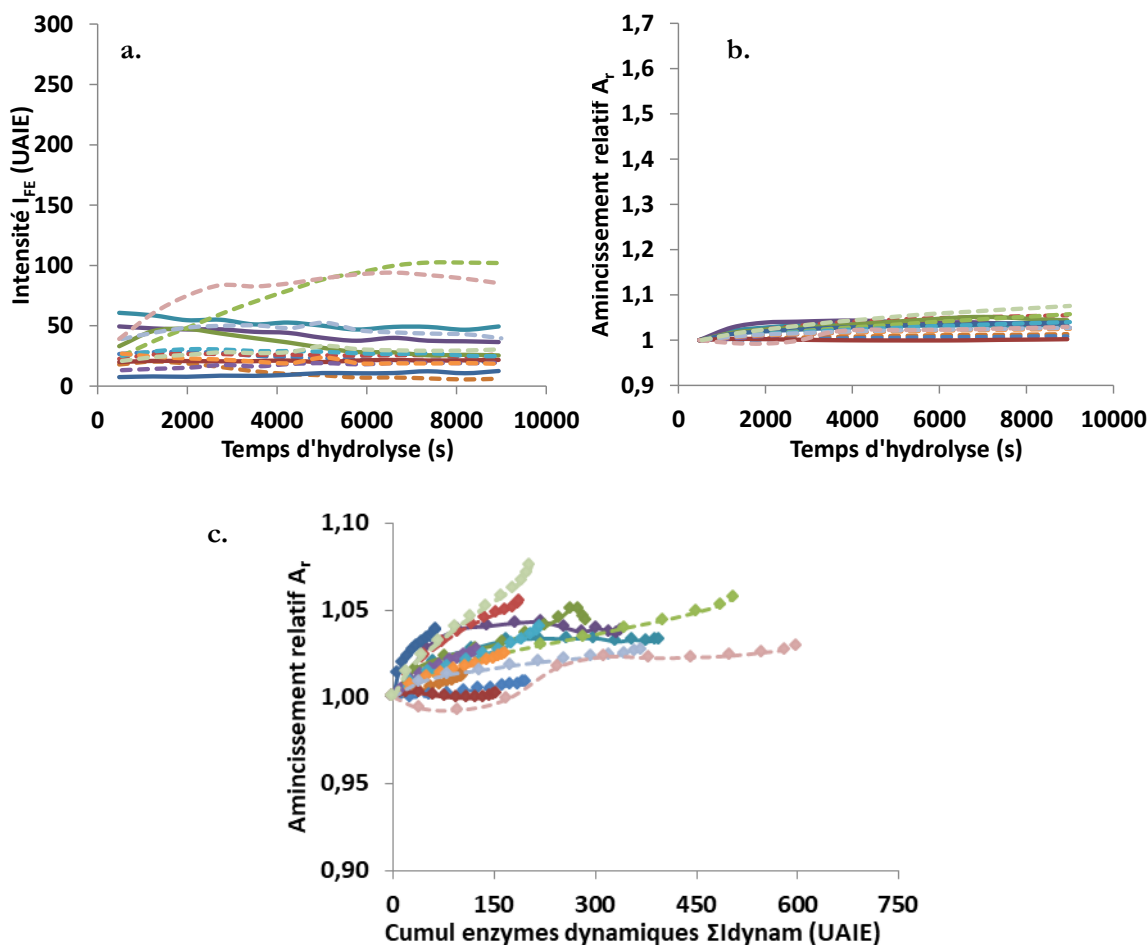 a.
300
250
200
150
100
50
0
Intensité I_FE (UAIE)
0 2000 4000 6000 8000 10000
Temps d'hydrolyse (s)
b.
1,7
1,6
1,5
1,4
1,3
1,2
1,1
1
0,9
Amincissement relatif A_r
0 2000 4000 6000 8000 10000
Temps d'hydrolyse (s)
c.
1,10
1,05
1,00
0,95
0,90
Amincissement relatif A_r
0 150 300 450 600 750
Cumul enzymes dynamiques ΣIdynam (UAIE)